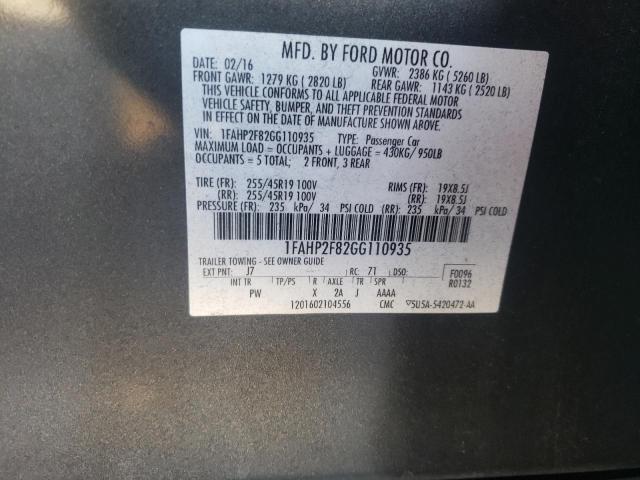 MFD. BY FORD MOTOR CO.
DATE: 02/16 GVWR: 2386 KG ( 5260 LB)
FRONT GAWR: 1279 KG ( 2820 LB) REAR GAWR: 1143 KG ( 2520 LB)
THIS VEHICLE CONFORMS TO ALL APPLICABLE FEDERAL MOTOR
VEHICLE SAFETY, BUMPER, AND THEFT PREVENTION STANDARDS
IN EFFECT ON THE DATE OF MANUFACTURE SHOWN ABOVE.
VIN: 1FAHP2F82GG110935 TYPE: Passenger Car
MAXIMUM LOAD = OCCUPANTS + LUGGAGE = 430KG/ 950LB
OCCUPANTS = 5 TOTAL; 2 FRONT, 3 REAR
TIRE (FR): 255/45R19 100V RIMS (FR): 19X8.5J
(RR): 255/45R19 100V (RR): 19X8.5J
PRESSURE (FR): 235 kPa/ 34 PSI COLD (RR): 235 kPa/ 34 PSI COLD
1FAHP2F82GG110935
TRAILER TOWING - SEE OWNER GUIDE
EXT PNT: J7 RC: 71 DSO: F0096
INT TR TP/PS R AXLE TR SPR R0132
PW X 2A J AAAA
1201602104556 CMC ▽5U5A-5420472-AA